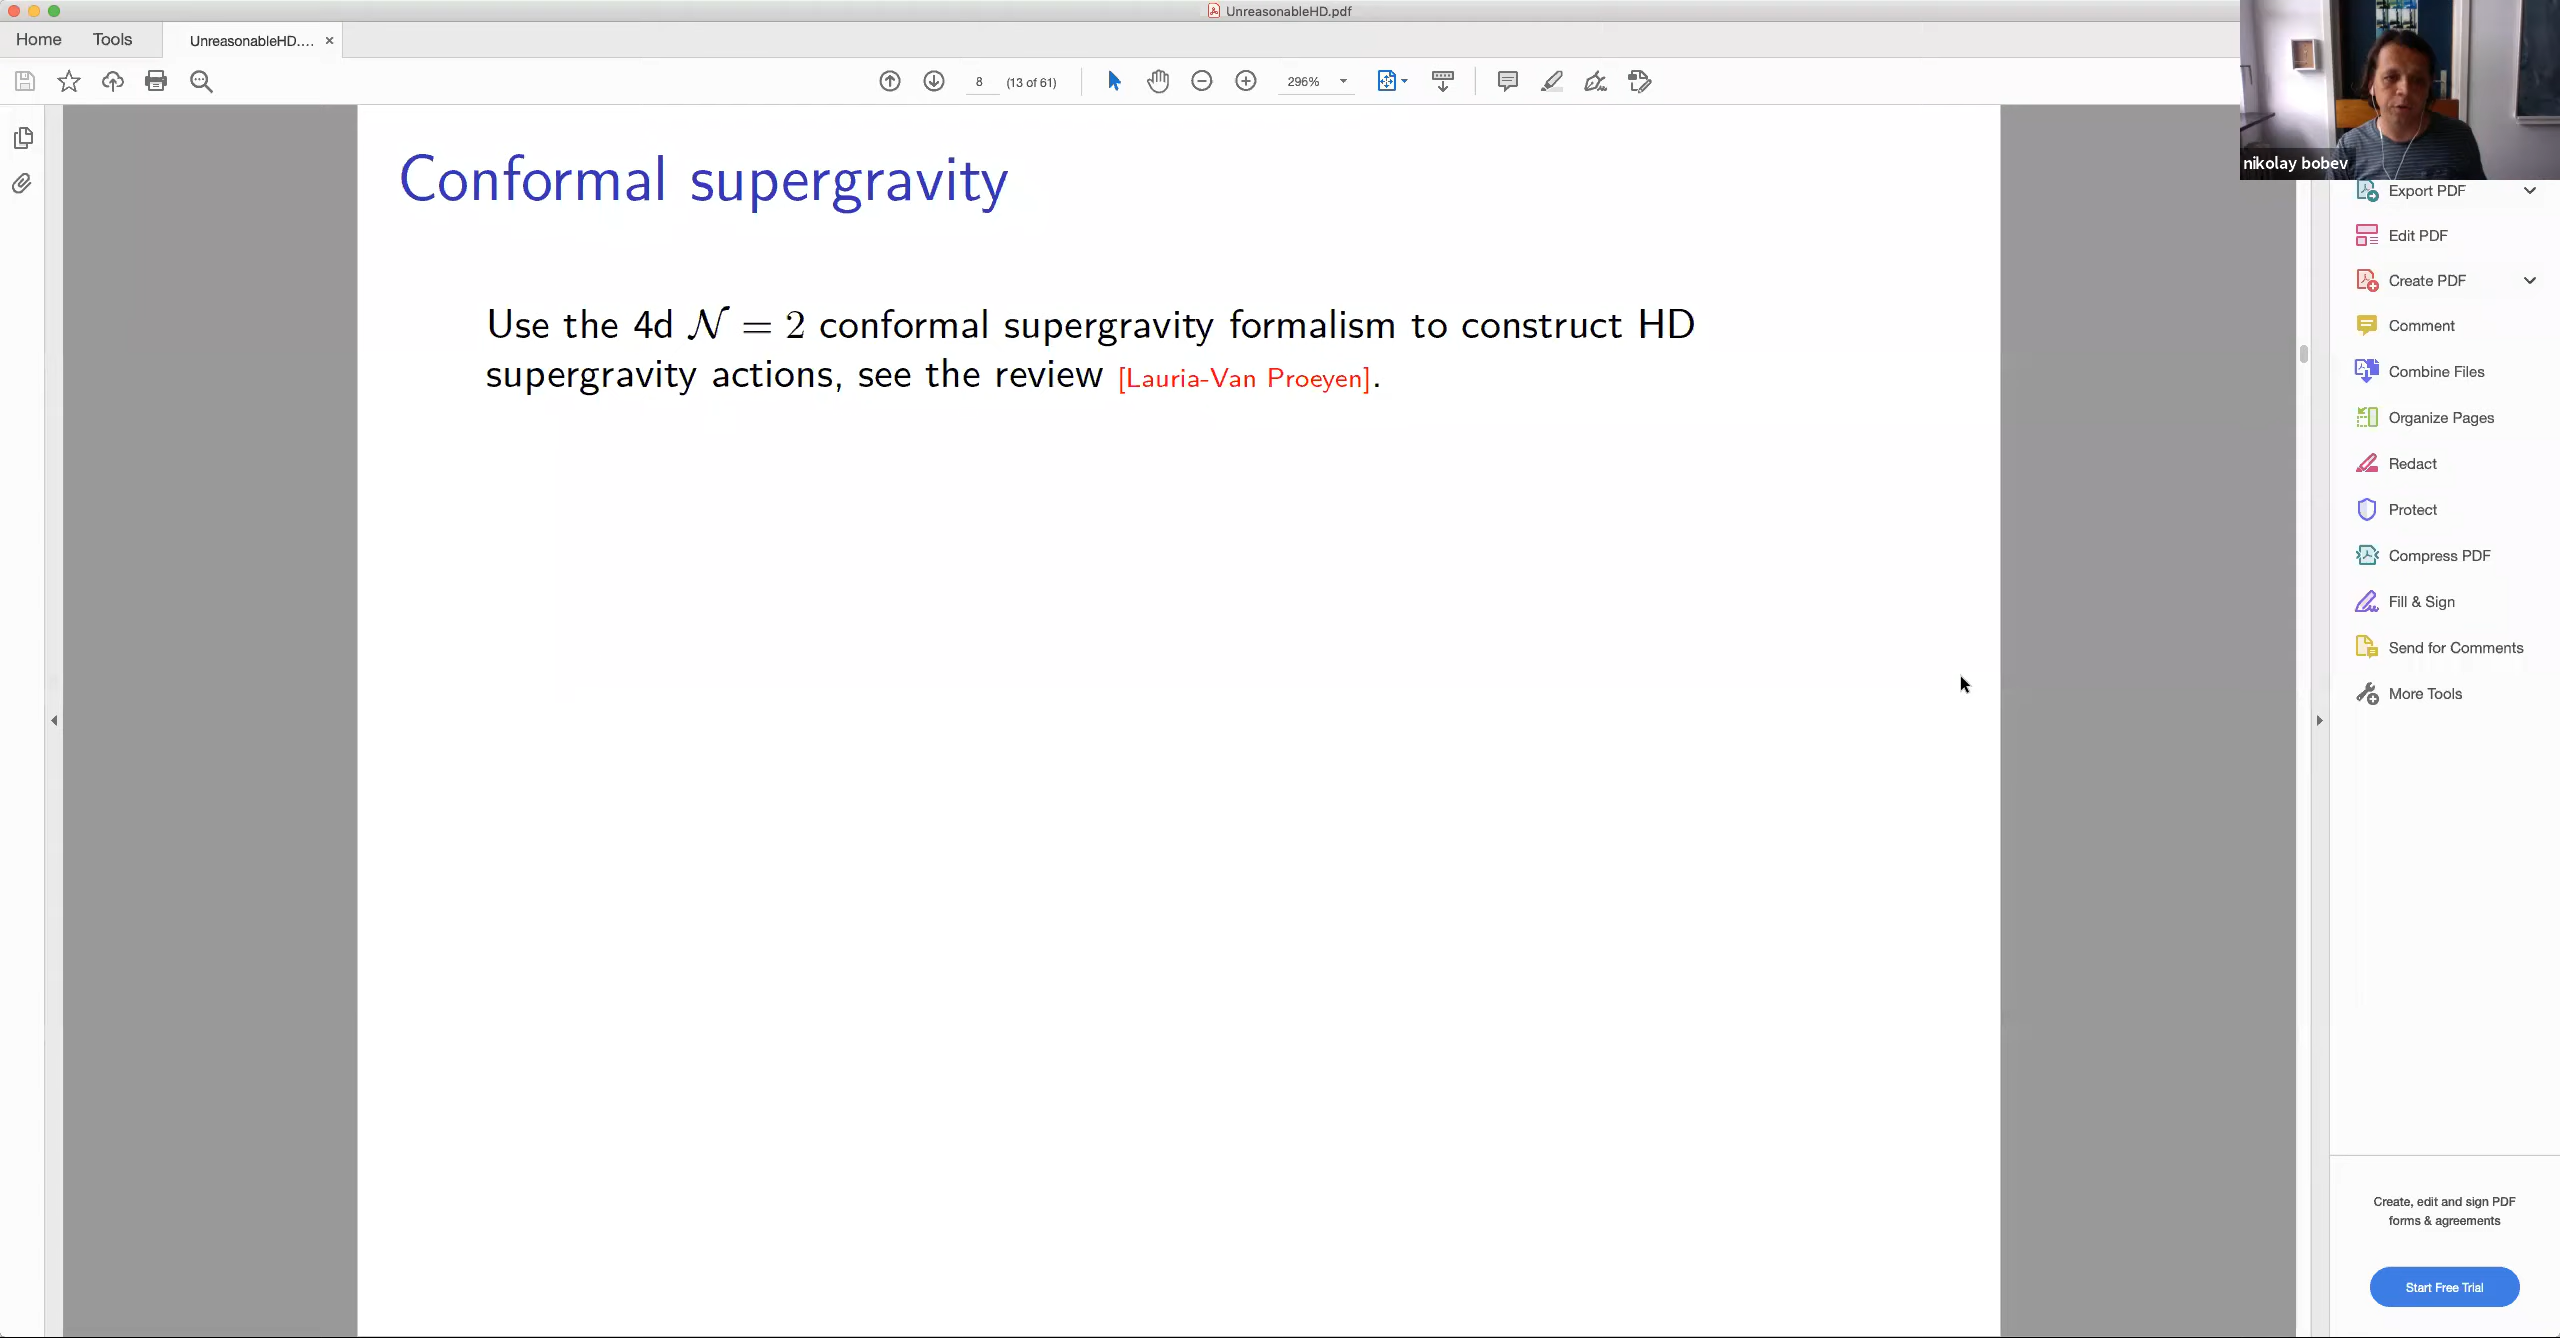 UnreasonableHD.pdf
Home
Tools
UnreasonableHD....
8
(13 of 61)
296%
nikolay bobev
Conformal supergravity
Use the 4d 𝒩 = 2 conformal supergravity formalism to construct HD
supergravity actions, see the review [Lauria-Van Proeyen].
Export PDF
Edit PDF
Create PDF
Comment
Combine Files
Organize Pages
Redact
Protect
Compress PDF
Fill & Sign
Send for Comments
More Tools
Create, edit and sign PDF
forms & agreements
Start Free Trial